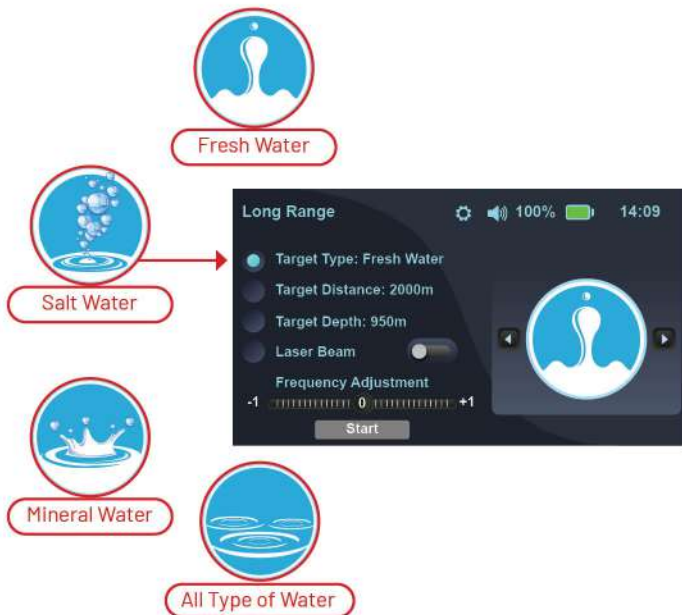 Fresh Water
Salt Water
Long Range 100% 14:09
Target Type: Fresh Water
Target Distance: 2000m
Target Depth: 950m
Laser Beam
Frequency Adjustment
-1 0 +1
Start
Mineral Water
All Type of Water